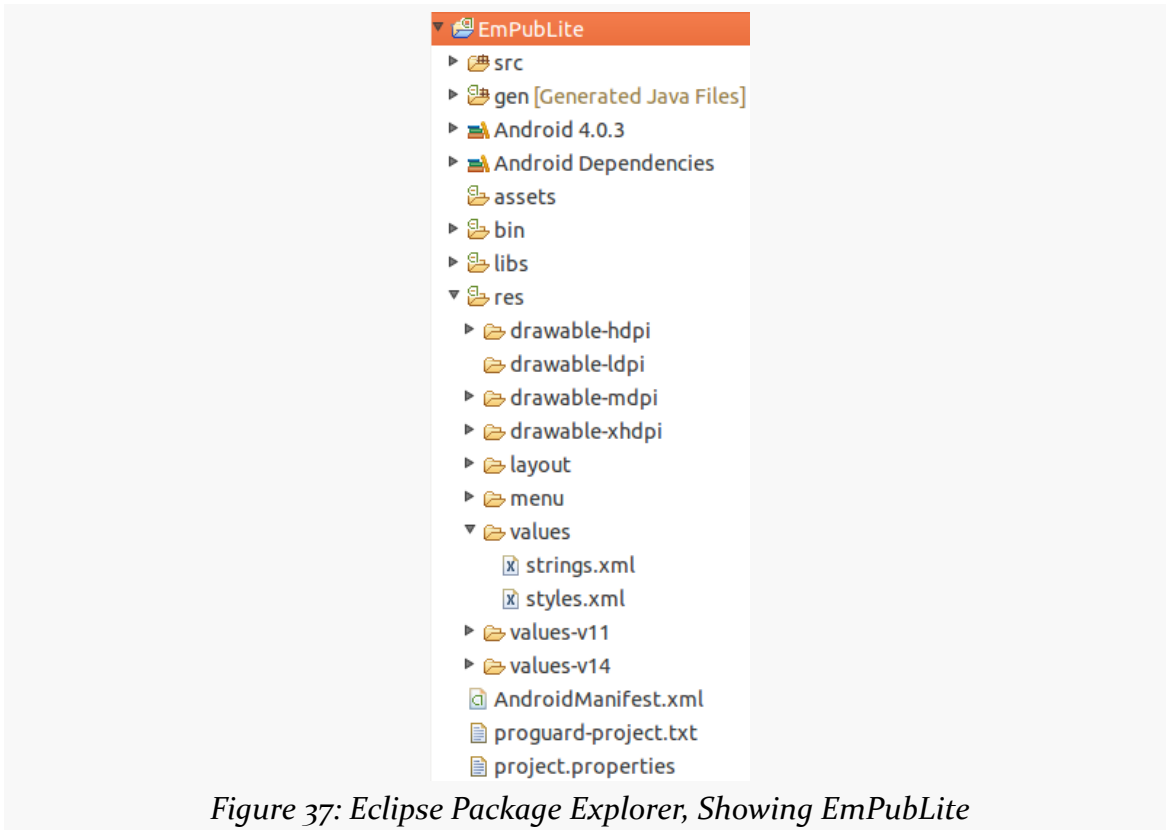 EmPubLite
src
gen [Generated Java Files]
Android 4.0.3
Android Dependencies
assets
bin
libs
res
drawable-hdpi
drawable-ldpi
drawable-mdpi
drawable-xhdpi
layout
menu
values
strings.xml
styles.xml
values-v11
values-v14
AndroidManifest.xml
proguard-project.txt
project.properties
Figure 37: Eclipse Package Explorer, Showing EmPubLite